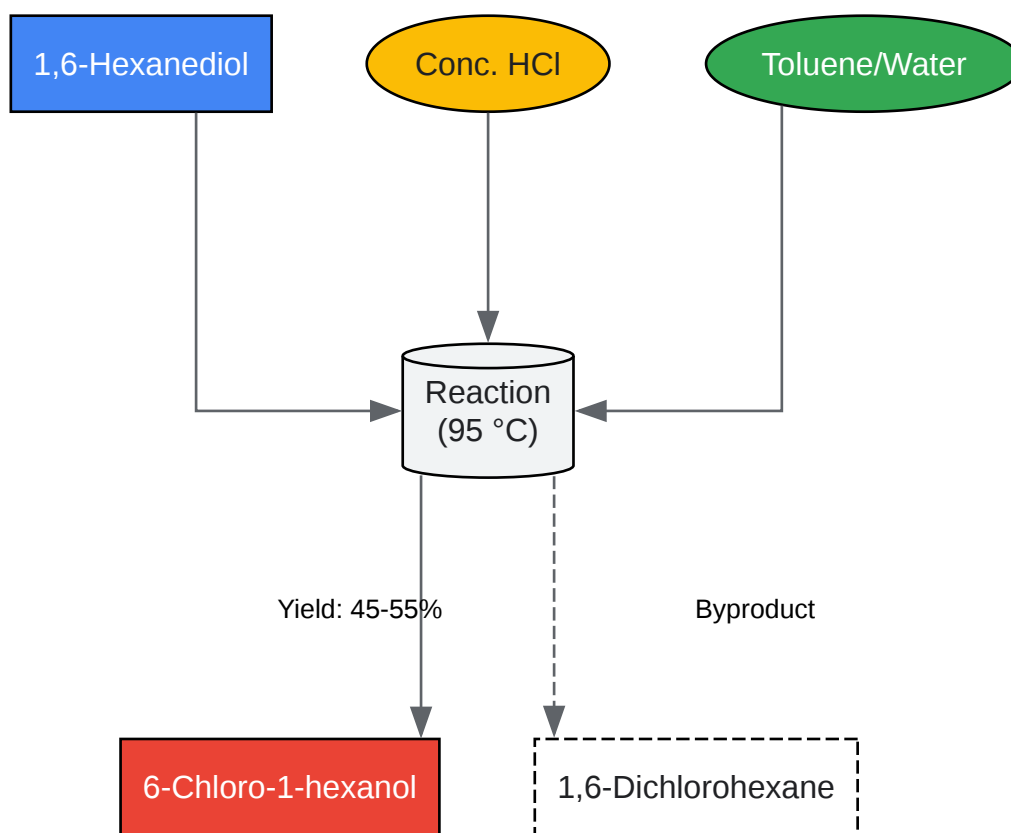 1,6-Hexanediol
Conc. HCl
Toluene/Water
Reaction
(95 °C)
Yield: 45-55%
Byproduct
6-Chloro-1-hexanol
1,6-Dichlorohexane